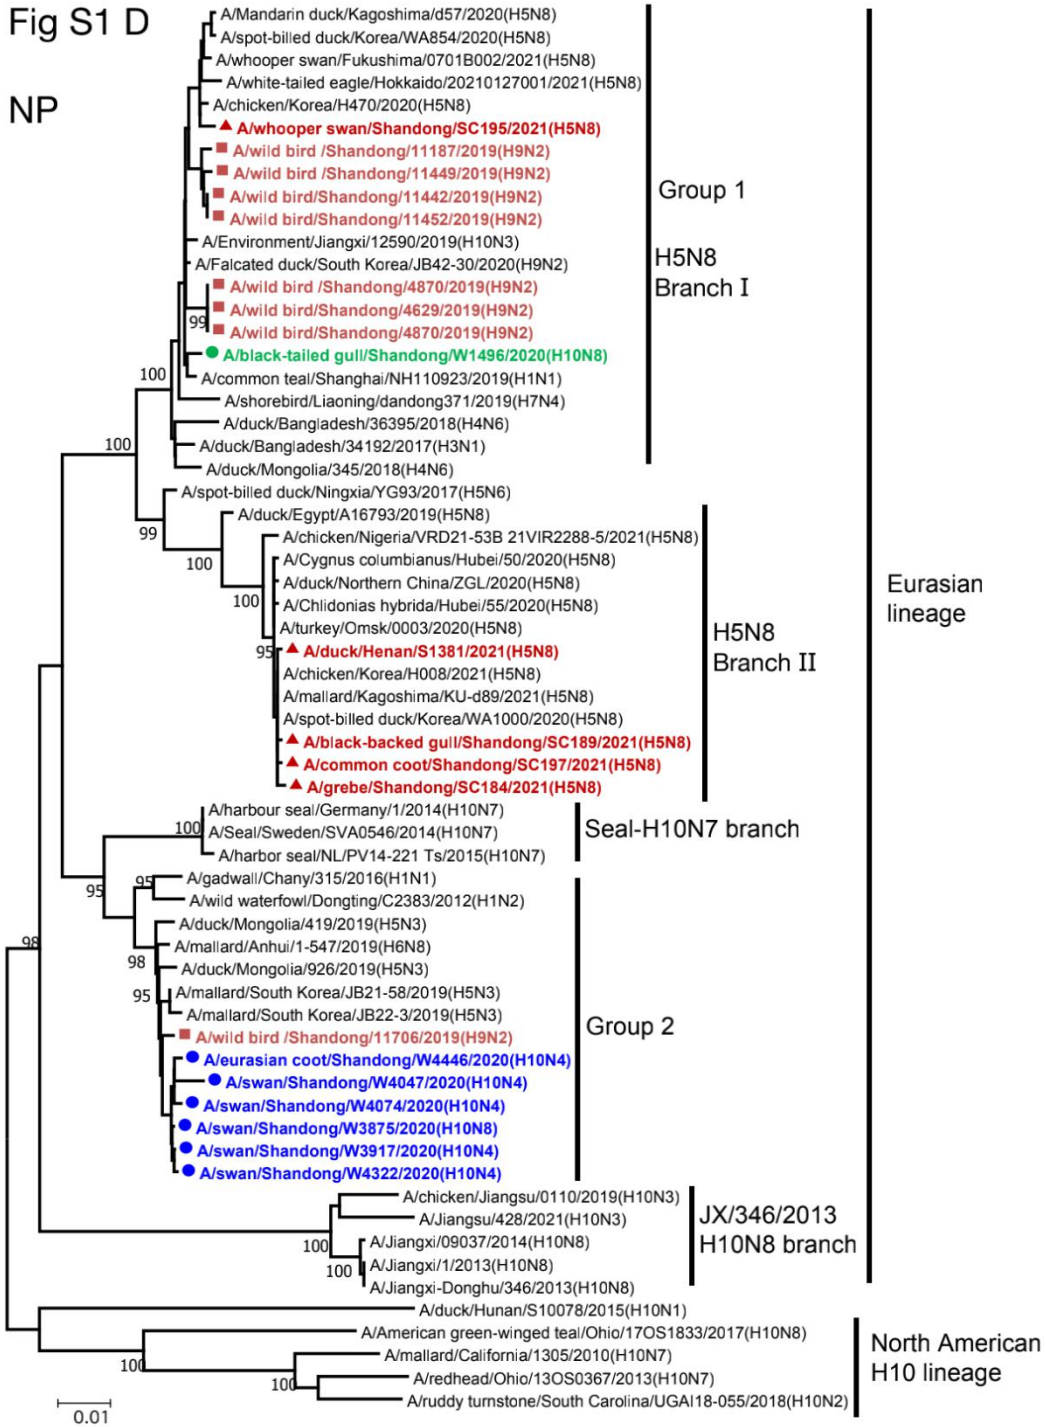 Fig S1 D
NP
A/Mandarin duck/Kagoshima/d57/2020(H5N8)
A/spot-billed duck/Korea/WA854/2020(H5N8)
A/whooper swan/Fukushima/0701B002/2021(H5N8)
A/white-tailed eagle/Hokkaido/20210127001/2021(H5N8)
A/chicken/Korea/H470/2020(H5N8)
A/whooper swan/Shandong/SC195/2021(H5N8)
A/wild bird /Shandong/11187/2019(H9N2)
A/wild bird /Shandong/11449/2019(H9N2)
A/wild bird/Shandong/11442/2019(H9N2)
A/wild bird/Shandong/11452/2019(H9N2)
A/Environment/Jiangxi/12590/2019(H10N3)
A/Falcated duck/South Korea/JB42-30/2020(H9N2)
A/wild bird /Shandong/4870/2019(H9N2)
A/wild bird/Shandong/4629/2019(H9N2)
99
A/wild bird/Shandong/4870/2019(H9N2)
A/black-tailed gull/Shandong/W1496/2020(H10N8)
100
A/common teal/Shanghai/NH110923/2019(H1N1)
A/shorebird/Liaoning/dandong371/2019(H7N4)
A/duck/Bangladesh/36395/2018(H4N6)
100
A/duck/Bangladesh/34192/2017(H3N1)
A/duck/Mongolia/345/2018(H4N6)
Group 1
H5N8
Branch I
A/spot-billed duck/Ningxia/YG93/2017(H5N6)
99
A/duck/Egypt/A16793/2019(H5N8)
A/chicken/Nigeria/VRD21-53B 21VIR2288-5/2021(H5N8)
100
A/Cygnus columbianus/Hubei/50/2020(H5N8)
A/duck/Northern China/ZGL/2020(H5N8)
100
A/Chlidonias hybrida/Hubei/55/2020(H5N8)
A/turkey/Omsk/0003/2020(H5N8)
95
A/duck/Henan/S1381/2021(H5N8)
A/chicken/Korea/H008/2021(H5N8)
A/mallard/Kagoshima/KU-d89/2021(H5N8)
A/spot-billed duck/Korea/WA1000/2020(H5N8)
A/black-backed gull/Shandong/SC189/2021(H5N8)
A/common coot/Shandong/SC197/2021(H5N8)
A/grebe/Shandong/SC184/2021(H5N8)
H5N8
Branch II
Eurasian
lineage
A/harbour seal/Germany/1/2014(H10N7)
100
A/Seal/Sweden/SVA0546/2014(H10N7)
A/harbor seal/NL/PV14-221 Ts/2015(H10N7)
Seal-H10N7 branch
95
95
A/gadwall/Chany/315/2016(H1N1)
A/wild waterfowl/Dongting/C2383/2012(H1N2)
A/duck/Mongolia/419/2019(H5N3)
98
A/mallard/Anhui/1-547/2019(H6N8)
98
A/duck/Mongolia/926/2019(H5N3)
95
A/mallard/South Korea/JB21-58/2019(H5N3)
A/mallard/South Korea/JB22-3/2019(H5N3)
A/wild bird /Shandong/11706/2019(H9N2)
A/eurasian coot/Shandong/W4446/2020(H10N4)
A/swan/Shandong/W4047/2020(H10N4)
A/swan/Shandong/W4074/2020(H10N4)
A/swan/Shandong/W3875/2020(H10N8)
A/swan/Shandong/W3917/2020(H10N4)
A/swan/Shandong/W4322/2020(H10N4)
Group 2
A/chicken/Jiangsu/0110/2019(H10N3)
A/Jiangsu/428/2021(H10N3)
100
A/Jiangxi/09037/2014(H10N8)
100
A/Jiangxi/1/2013(H10N8)
A/Jiangxi-Donghu/346/2013(H10N8)
JX/346/2013
H10N8 branch
A/duck/Hunan/S10078/2015(H10N1)
A/American green-winged teal/Ohio/17OS1833/2017(H10N8)
100
A/mallard/California/1305/2010(H10N7)
100
A/redhead/Ohio/13OS0367/2013(H10N7)
A/ruddy turnstone/South Carolina/UGAI18-055/2018(H10N2)
North American
H10 lineage
0.01